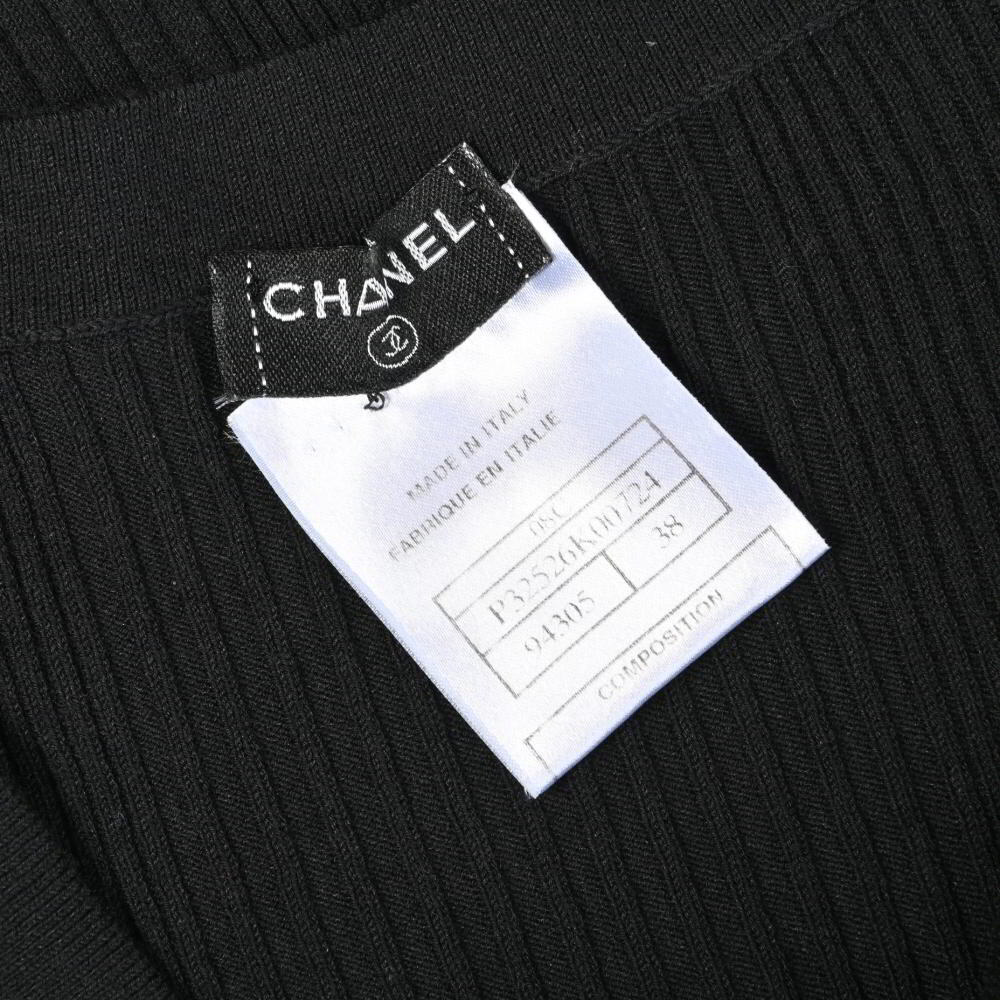 CHANEL
MADE IN ITALY
FABRIQUE EN ITALIE
08C
P32526K00724
94305 38
COMPOSITION